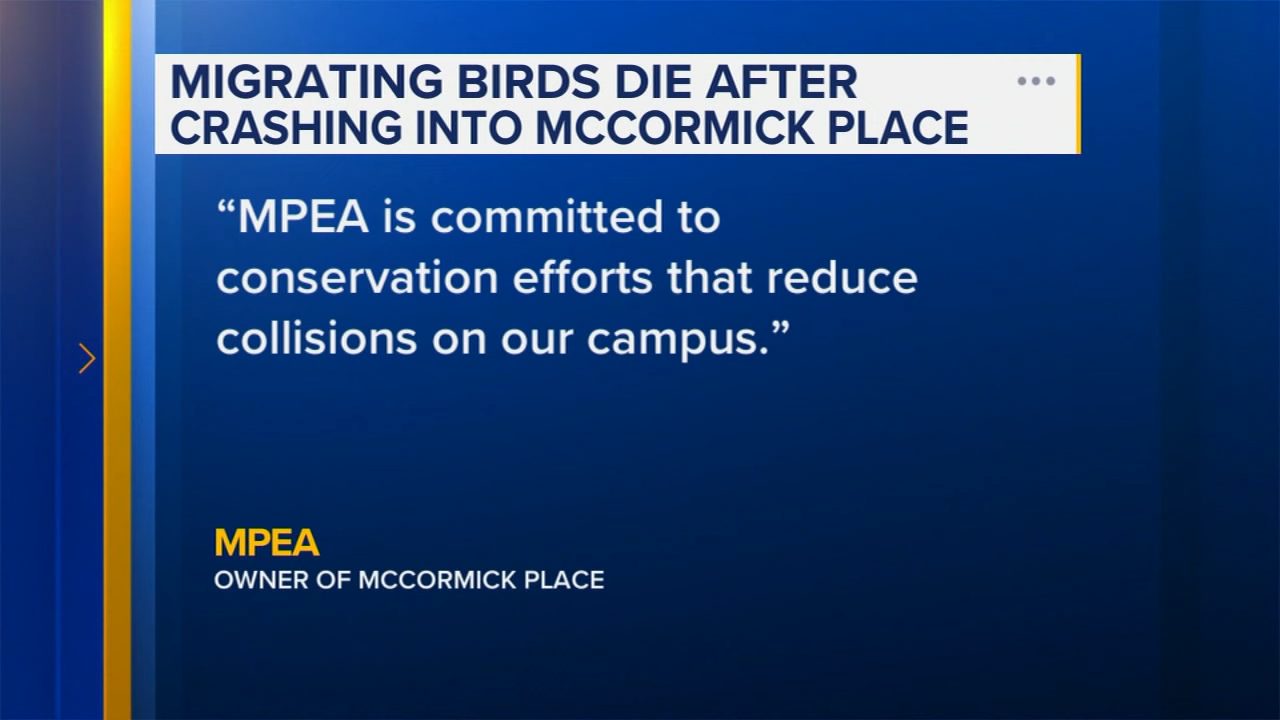 MIGRATING BIRDS DIE AFTER
CRASHING INTO MCCORMICK PLACE
“MPEA is committed to
conservation efforts that reduce
collisions on our campus.”
MPEA
OWNER OF MCCORMICK PLACE